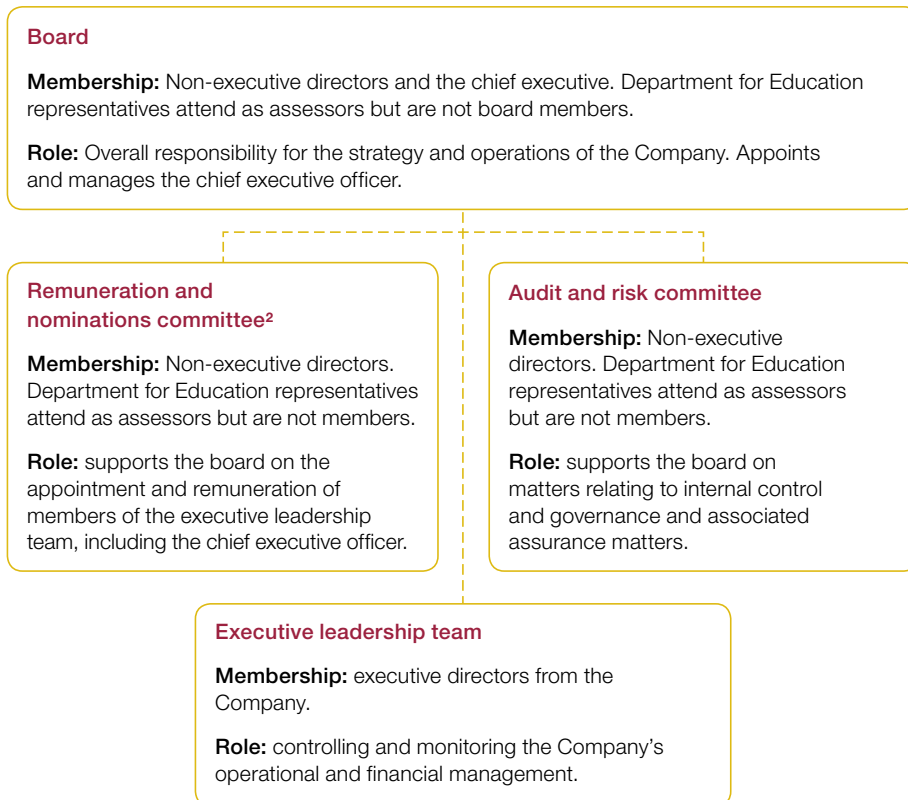 Board
Membership: Non-executive directors and the chief executive. Department for Education
representatives attend as assessors but are not board members.
Role: Overall responsibility for the strategy and operations of the Company. Appoints
and manages the chief executive officer.
Remuneration and
nominations committee²
Membership: Non-executive directors.
Department for Education representatives
attend as assessors but are not members.
Role: supports the board on the
appointment and remuneration of
members of the executive leadership
team, including the chief executive officer.
Audit and risk committee
Membership: Non-executive
directors. Department for Education
representatives attend as assessors
but are not members.
Role: supports the board on
matters relating to internal control
and governance and associated
assurance matters.
Executive leadership team
Membership: executive directors from the
Company.
Role: controlling and monitoring the Company’s
operational and financial management.